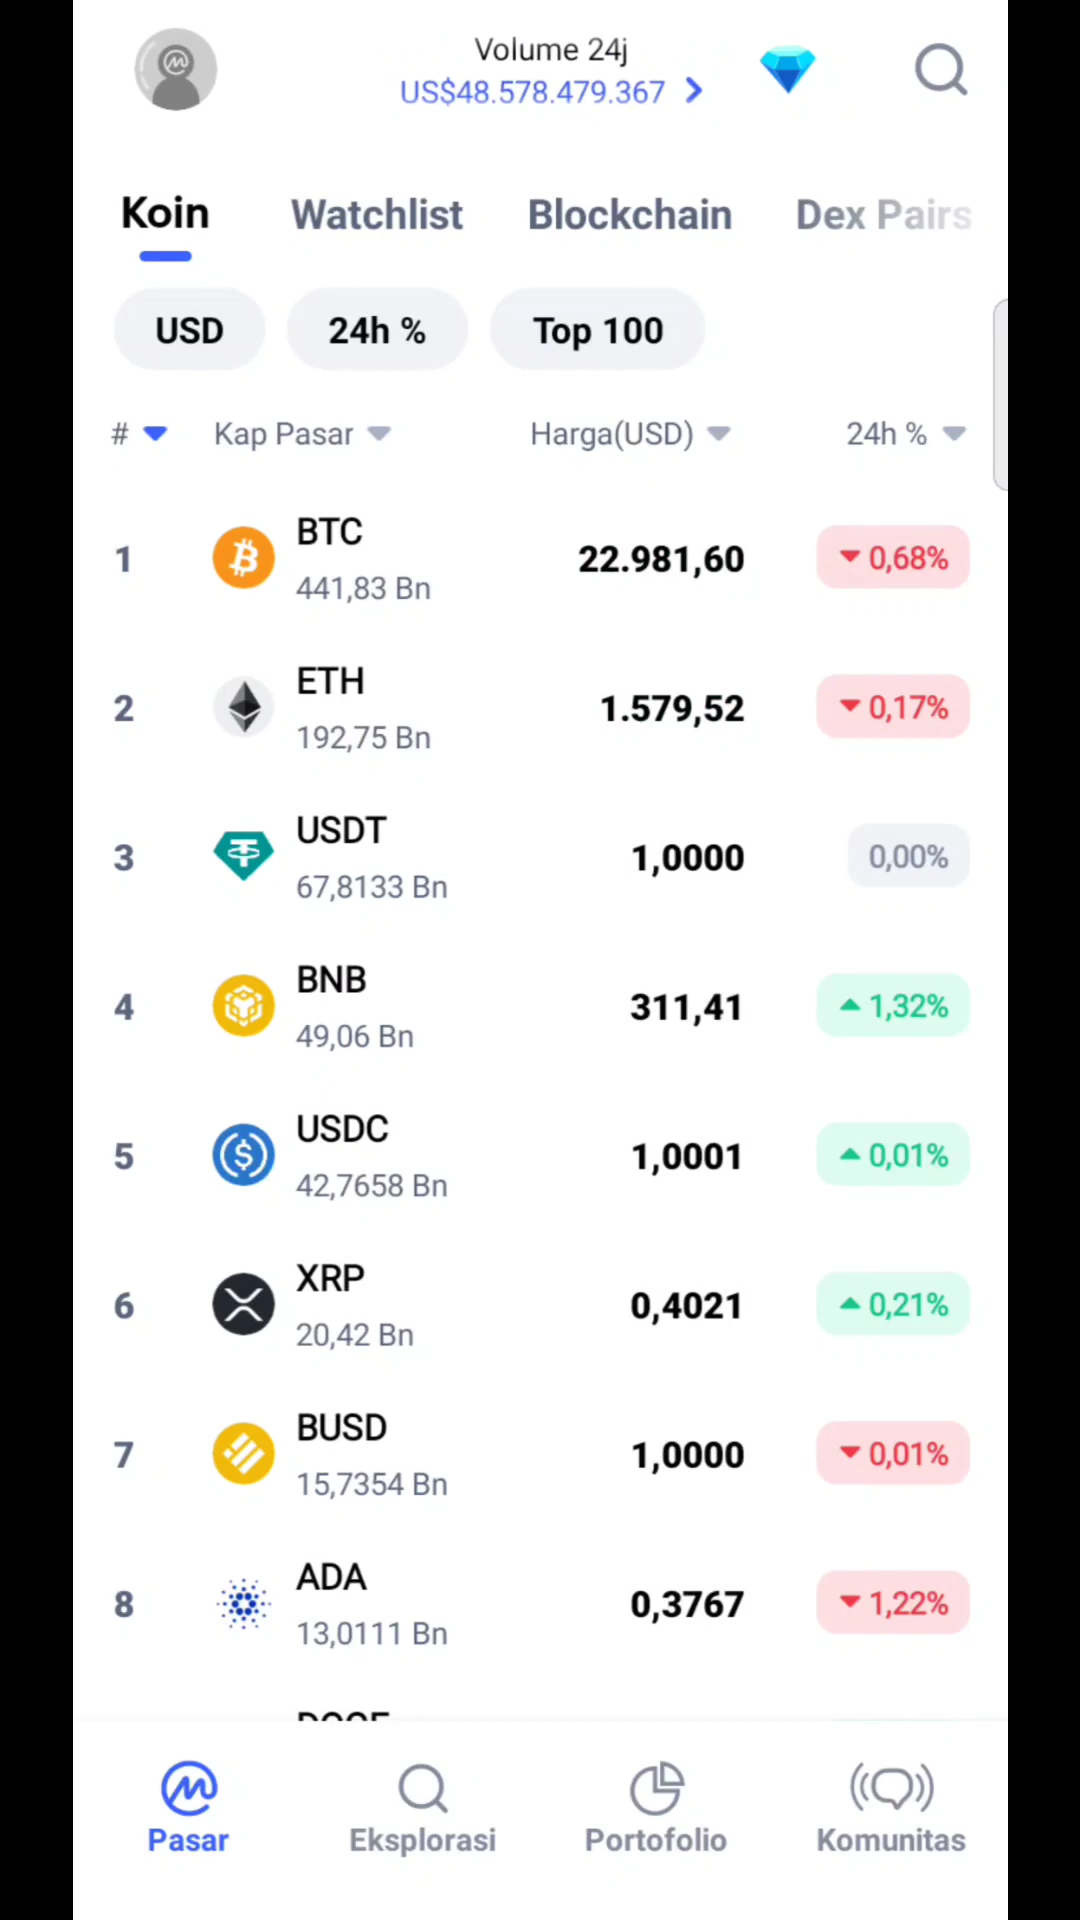 Volume 24j
US$48.578.479.367
Koin Watchlist Blockchain Dex Pairs
USD 24h % Top 100
# Kap Pasar Harga(USD) 24h %
1 BTC 22.981,60 0,68%
441,83 Bn
2 ETH 1.579,52 0,17%
192,75 Bn
3 USDT 1,0000 0,00%
67,8133 Bn
4 BNB 311,41 1,32%
49,06 Bn
5 USDC 1,0001 0,01%
42,7658 Bn
6 XRP 0,4021 0,21%
20,42 Bn
7 BUSD 1,0000 0,01%
15,7354 Bn
8 ADA 0,3767 1,22%
13,0111 Bn
DOGE
Pasar Eksplorasi Portofolio Komunitas